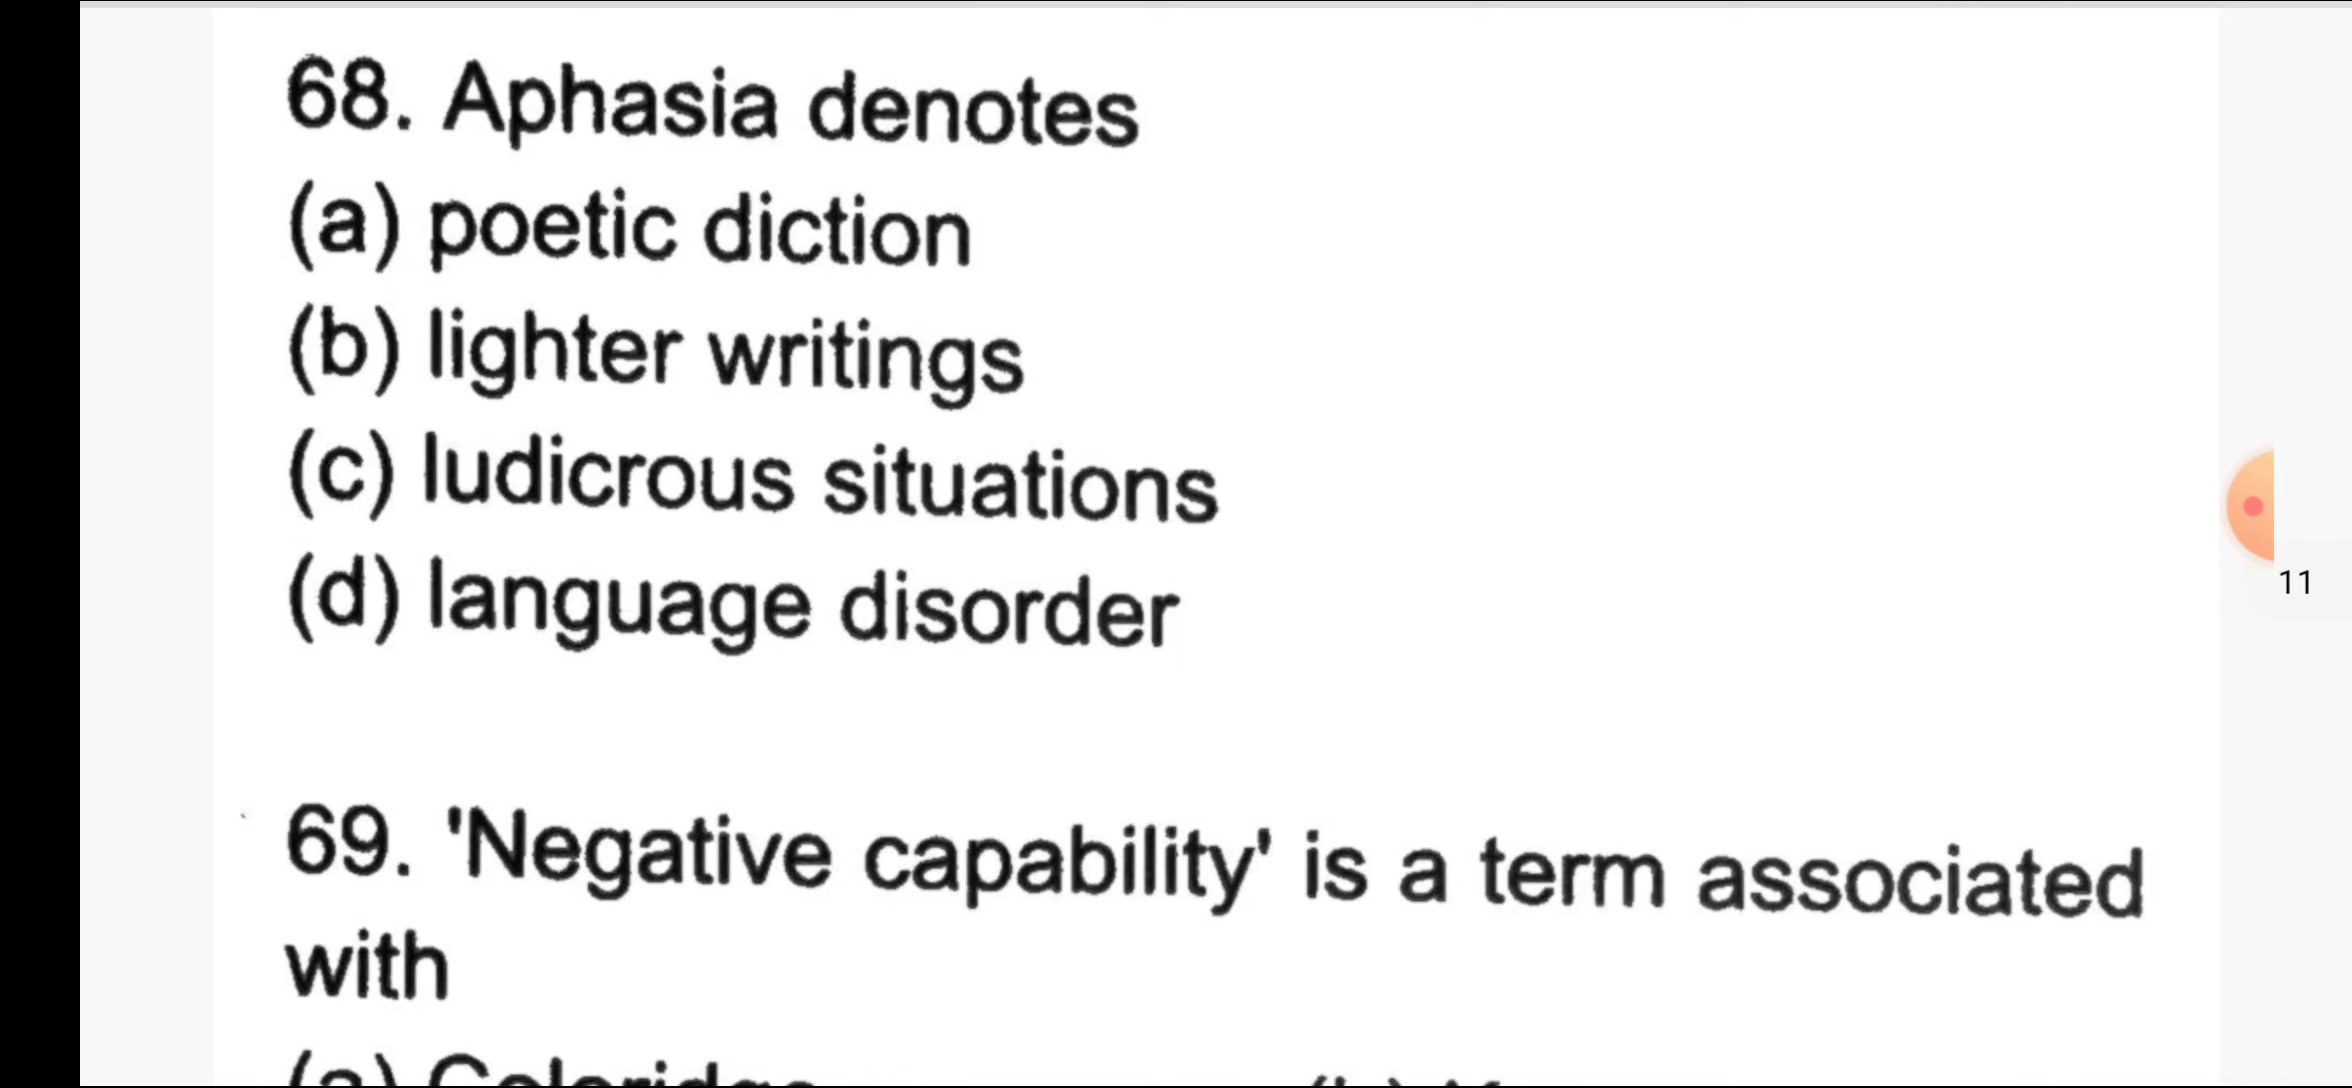 68. Aphasia denotes
(a) poetic diction
(b) lighter writings
(c) ludicrous situations
(d) language disorder
11
69. 'Negative capability' is a term associated
with
(a) Coleridge